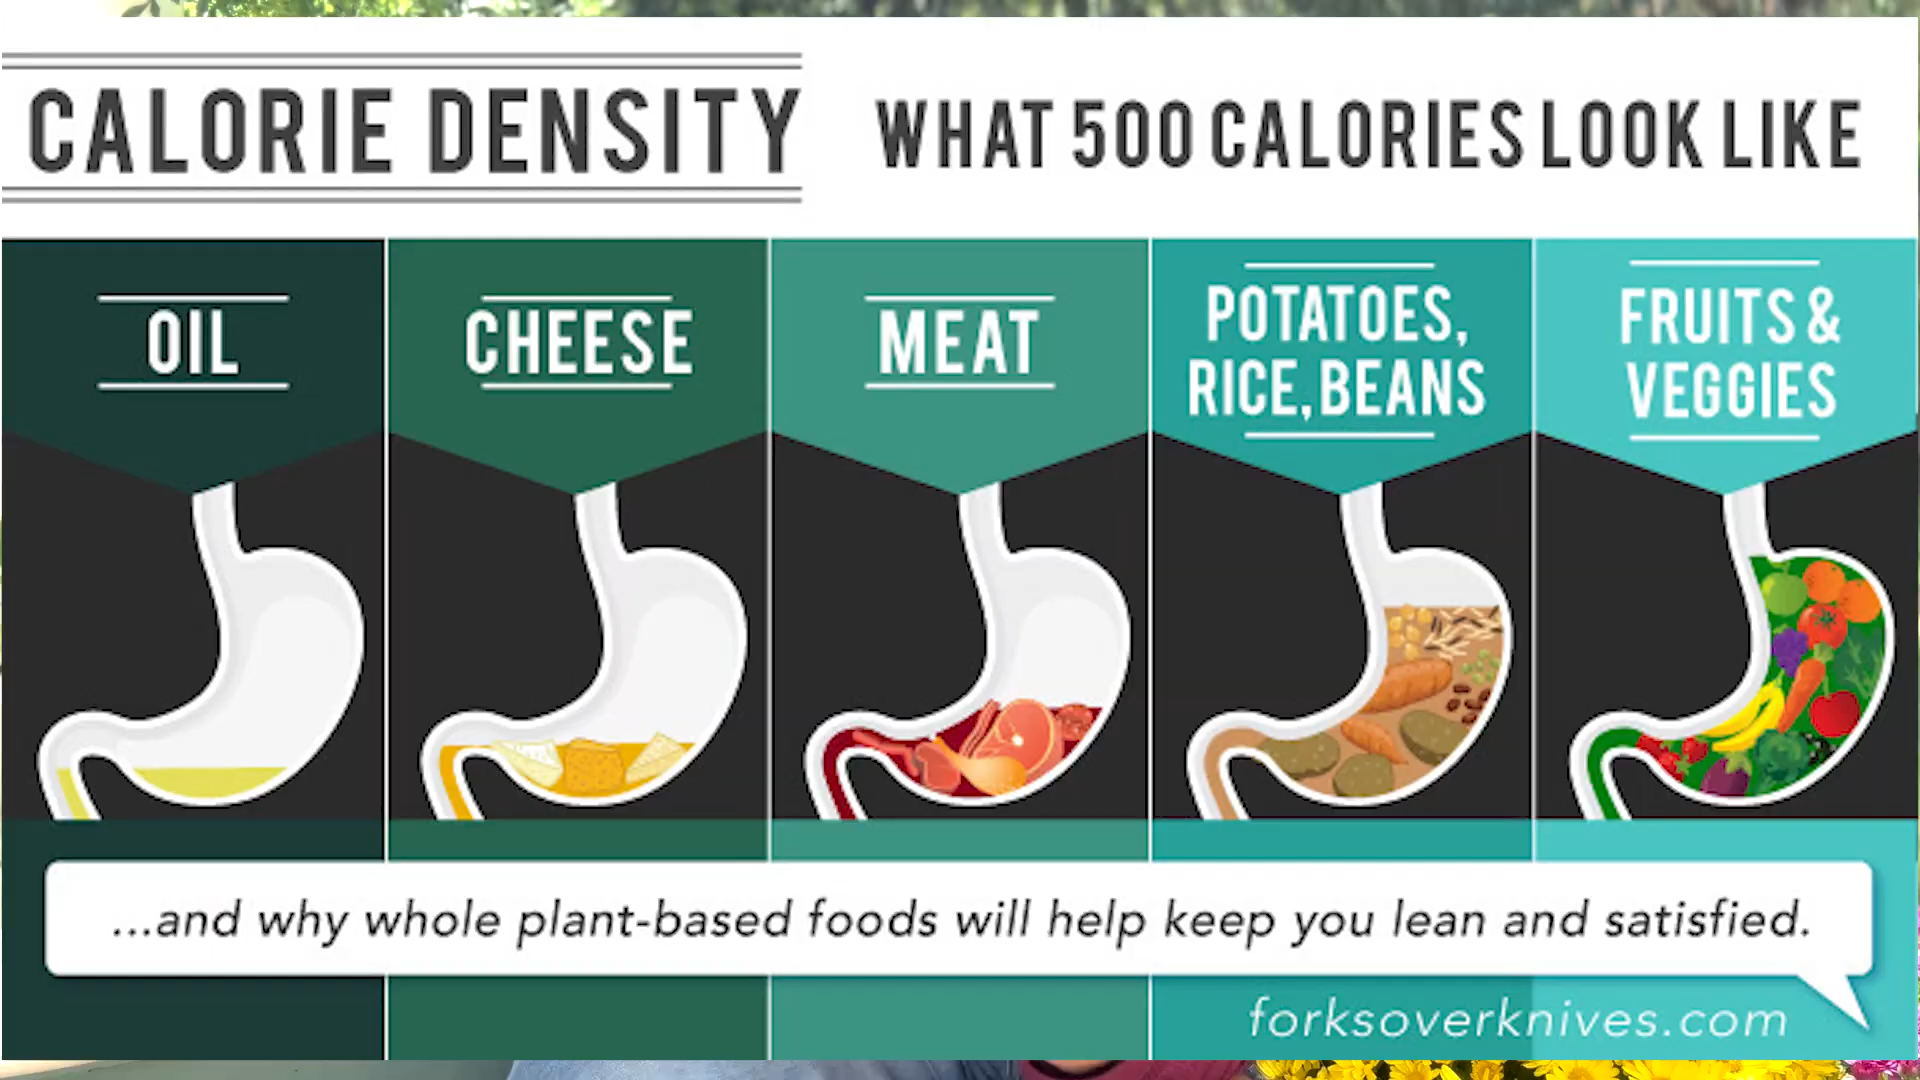 CALORIE DENSITY
WHAT 500 CALORIES LOOK LIKE
OIL
CHEESE
MEAT
POTATOES,
RICE, BEANS
FRUITS &
VEGGIES
...and why whole plant-based foods will help keep you lean and satisfied.
forksoverknives.com